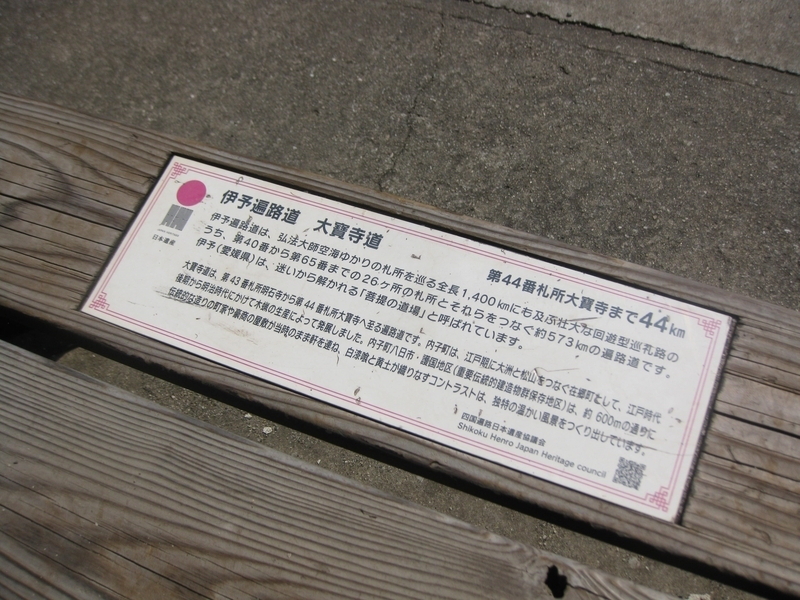 伊予遍路道 大寶寺道
第44番札所大寶寺まで44km
伊予遍路道は、弘法大師空海ゆかりの札所を巡る全長1,400kmにも及ぶ壮大な回遊型巡礼路の
うち、第40番から第65番までの26ヶ所の札所とそれらをつなぐ約573kmの遍路道です。
伊予(愛媛県)は、迷いから解かれる「菩提の道場」と呼ばれています。
大寶寺道は、第43番札所明石寺から第44番札所大寶寺へ至る遍路道です。内子町は、江戸期に大洲と松山をつなぐ在郷町として、江戸時代
後期から明治時代にかけて木蝋の生産によって発展しました。内子町八日市・護国地区(重要伝統的建造物群保存地区)は、約600mの通りに
伝統的な造りの町家や豪商の屋敷が当時のまま軒を連ね、白漆喰と黄土が織りなすコントラストは、独特の温かい風景をつくり出しています。
日本遺産
四国遍路日本遺産協議会
Shikoku Henro Japan Heritage council